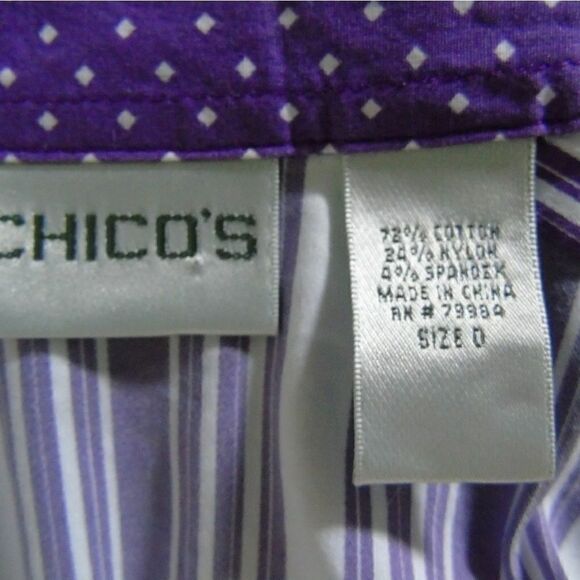 CHICO'S
72% COTTON
24% NYLON
4% SPANDEX
MADE IN CHINA
RN # 79984
SIZE 0